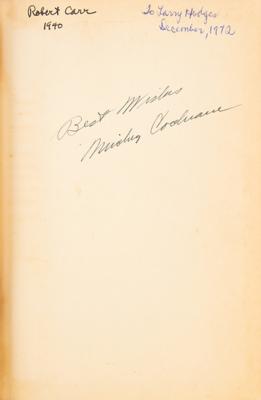 Robert Carr
1940
To Larry Hodges
December, 1972
Best Wishes
Mickey Cochrane